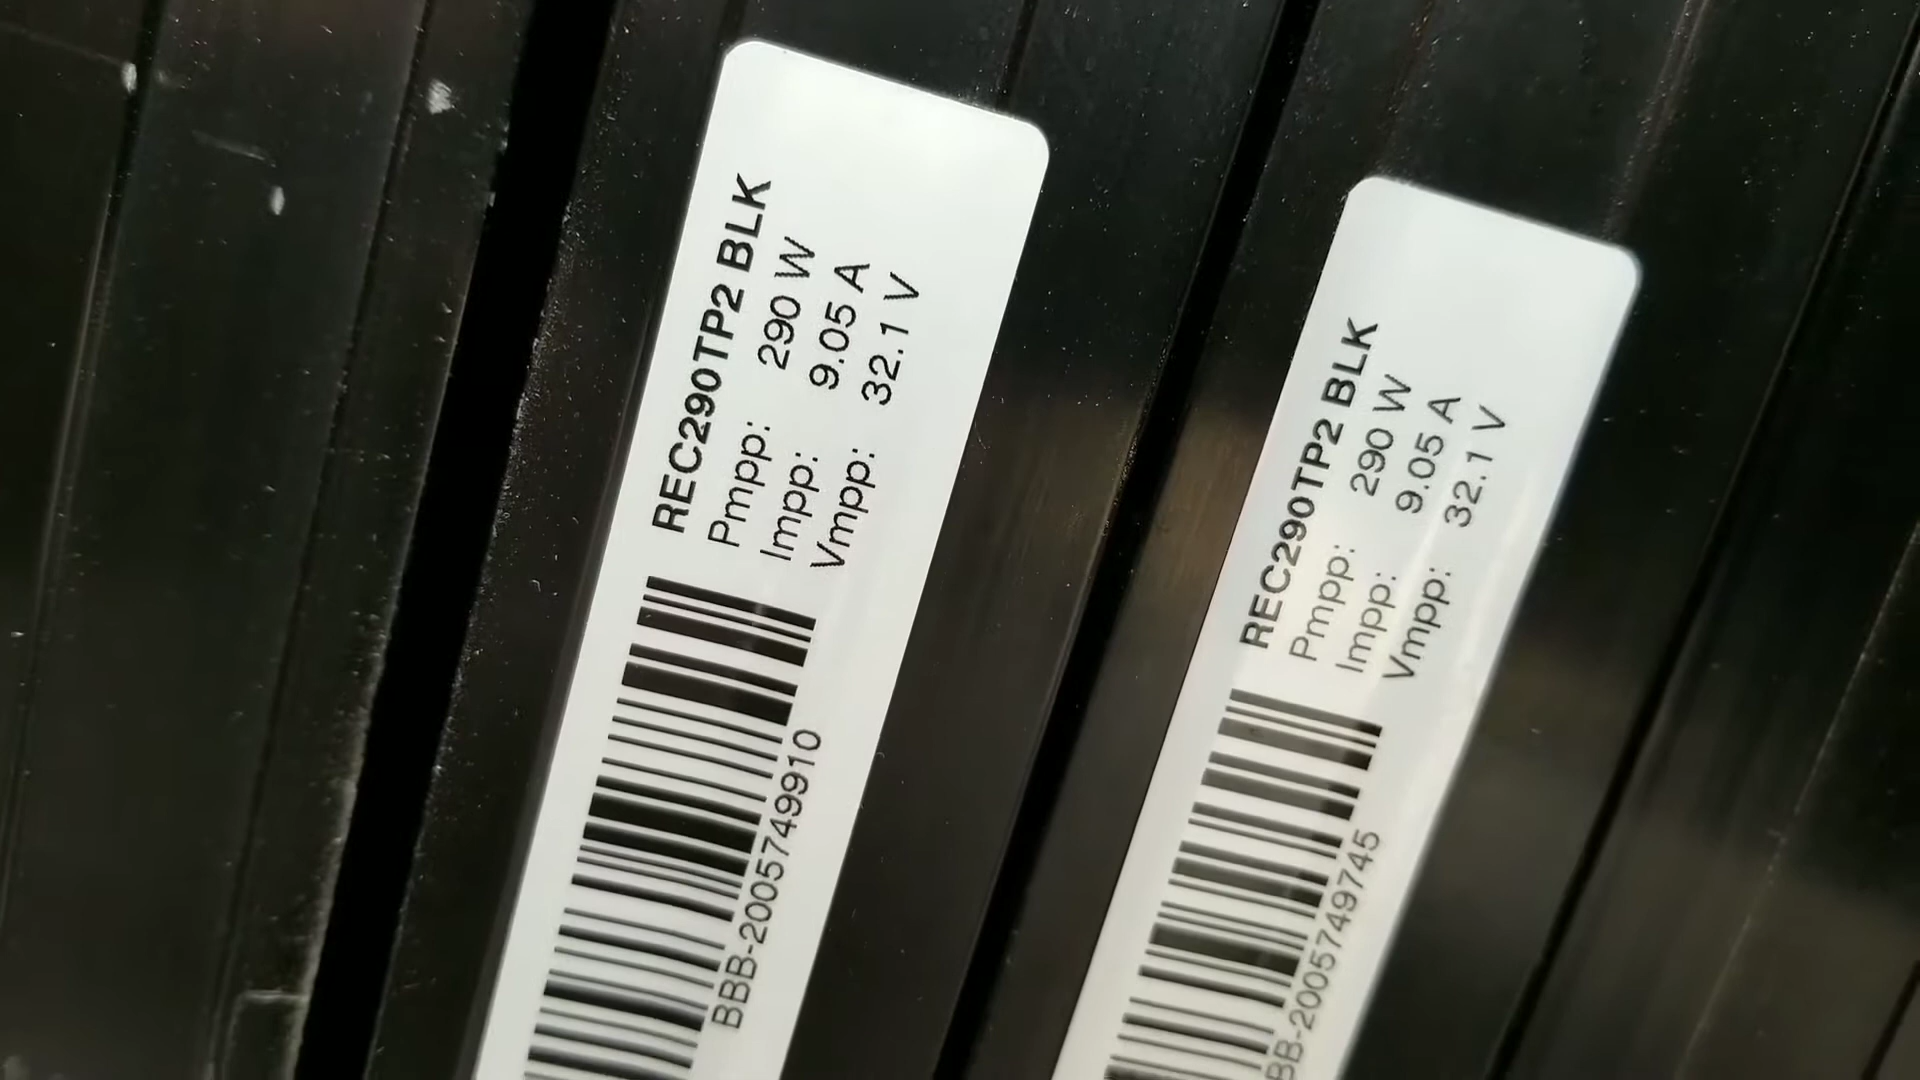 REC290TP2 BLK
Pmpp: 290 W
Impp: 9.05 A
Vmpp: 32.1 V
BBB-2005749910
REC290TP2 BLK
Pmpp: 290 W
Impp: 9.05 A
Vmpp: 32.1 V
BB-2005749745